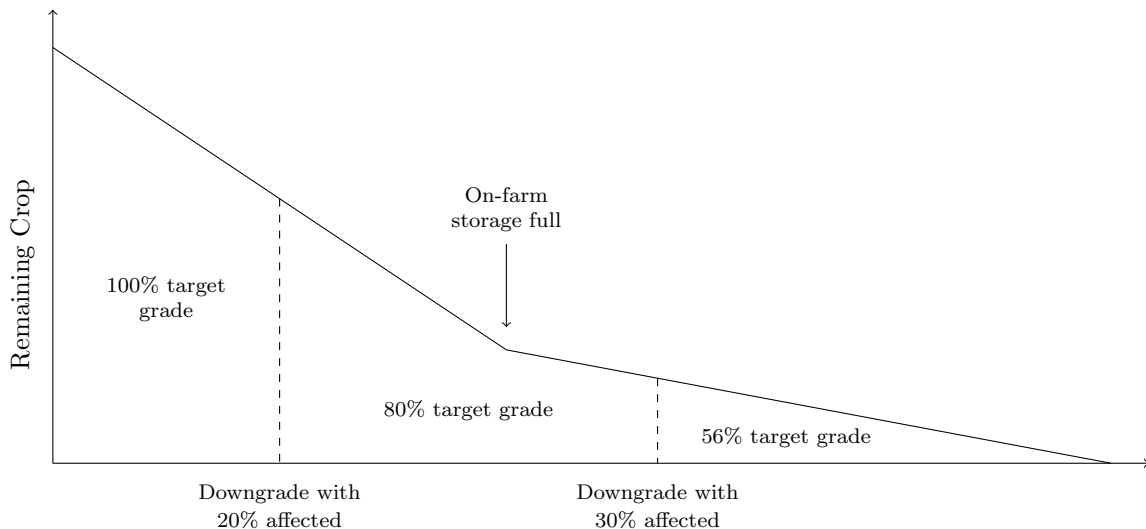 Remaining Crop
On-farm
storage full
100% target
grade
80% target grade
56% target grade
Downgrade with
20% affected
Downgrade with
30% affected